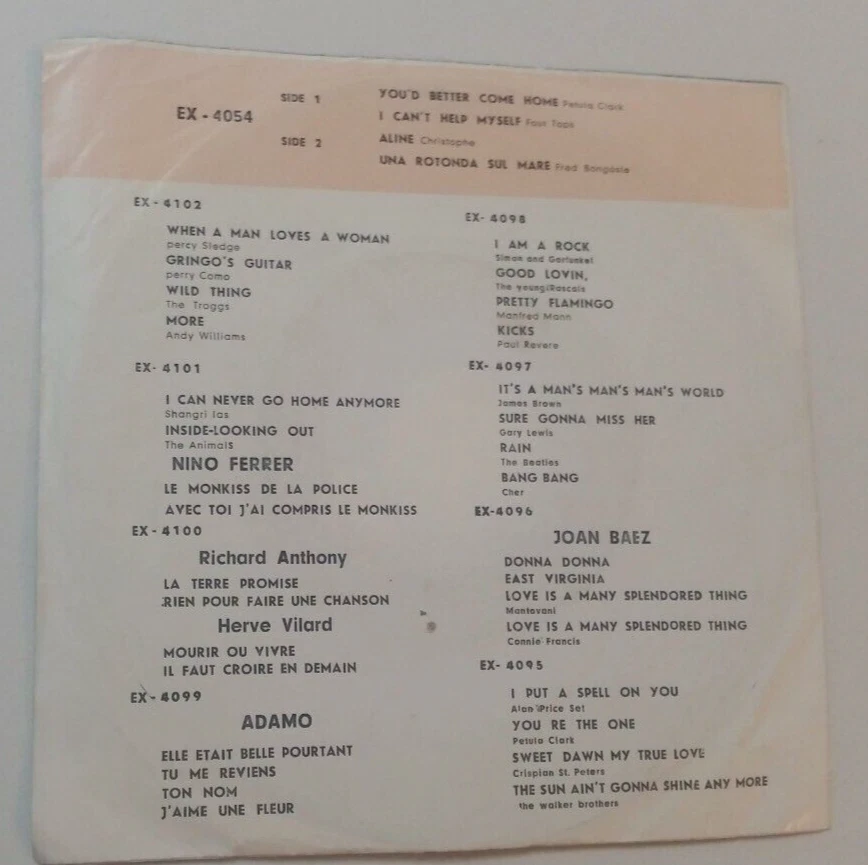 EX - 4054
SIDE 1
YOU'D BETTER COME HOME Petula Clark
I CAN'T HELP MYSELF Four Tops
SIDE 2
ALINE Christophe
UNA ROTONDA SUL MARE Fred Bongosie
EX - 4102
WHEN A MAN LOVES A WOMAN
percy Sledge
GRINGO'S GUITAR
perry Como
WILD THING
The Troggs
MORE
Andy Williams
EX- 4101
I CAN NEVER GO HOME ANYMORE
Shangri las
INSIDE-LOOKING OUT
The Animals
NINO FERRER
LE MONKISS DE LA POLICE
AVEC TOI J'AI COMPRIS LE MONKISS
EX - 4100
Richard Anthony
LA TERRE PROMISE
RIEN POUR FAIRE UNE CHANSON
Herve Vilard
MOURIR OU VIVRE
IL FAUT CROIRE EN DEMAIN
EX - 4099
ADAMO
ELLE ETAIT BELLE POURTANT
TU ME REVIENS
TON NOM
J'AIME UNE FLEUR
EX- 4098
I AM A ROCK
Simon and Garfunkel
GOOD LOVIN,
The young/Rascals
PRETTY FLAMINGO
Manfred Mann
KICKS
Paul Revere
EX- 4097
IT'S A MAN'S MAN'S MAN'S WORLD
James Brown
SURE GONNA MISS HER
Gary Lewis
RAIN
The Beatles
BANG BANG
Cher
EX-4096
JOAN BAEZ
DONNA DONNA
EAST VIRGINIA
LOVE IS A MANY SPLENDORED THING
Mantovani
LOVE IS A MANY SPLENDORED THING
Connie Francis
EX- 4095
I PUT A SPELL ON YOU
Alan Price Set
YOU RE THE ONE
Petula Clark
SWEET DAWN MY TRUE LOVE
Crispian St. Peters
THE SUN AIN'T GONNA SHINE ANY MORE
the walker brothers